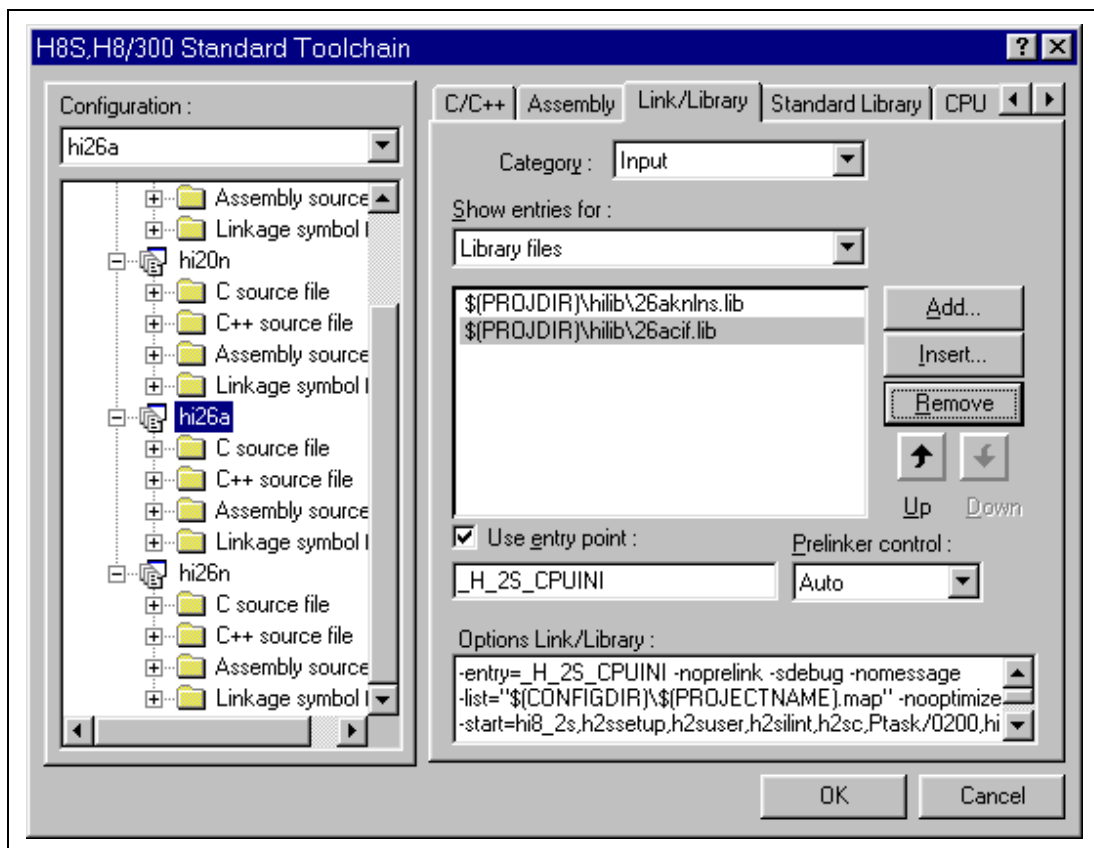 H8S,H8/300 Standard Toolchain
Configuration :
hi26a
Assembly source
Linkage symbol
hi20n
C source file
C++ source file
Assembly source
Linkage symbol
hi26a
C source file
C++ source file
Assembly source
Linkage symbol
hi26n
C source file
C++ source file
Assembly source
Linkage symbol
C/C++ Assembly Link/Library Standard Library CPU
Category : Input
Show entries for :
Library files
$(PROJDIR)\hilib\26aknlns.lib
$(PROJDIR)\hilib\26acif.lib
Add...
Insert...
Remove
Up Down
Use entry point :
Prelinker control :
_H_2S_CPUINI
Auto
Options Link/Library :
-entry=_H_2S_CPUINI -noprelink -sdebug -nomessage
-list="$(CONFIGDIR)\$(PROJECTNAME).map" -nooptimize
-start=hi8_2s,h2ssetup,h2suser,h2silint,h2sc,Ptask/0200,hi
OK Cancel